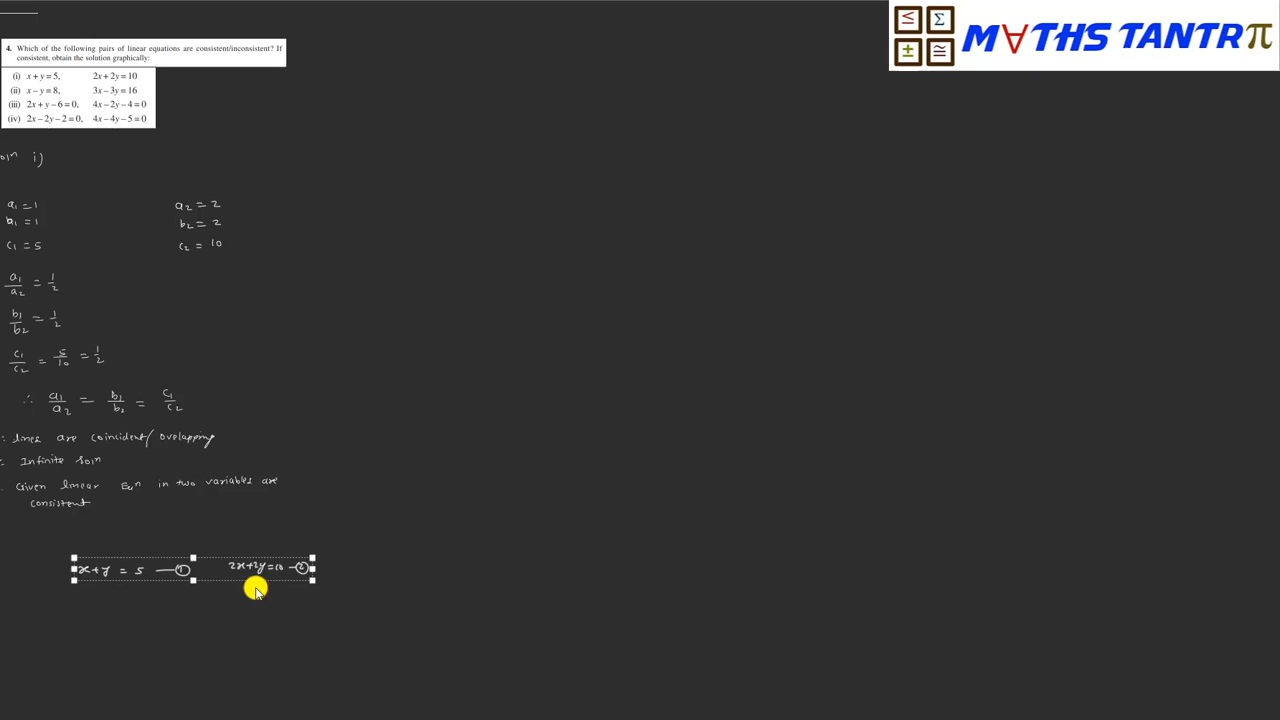 M∀THS TANTRπ
≤ Σ
± ≅
4. Which of the following pairs of linear equations are consistent/inconsistent? If
consistent, obtain the solution graphically:
(i) x + y = 5, 2x + 2y = 10
(ii) x – y = 8, 3x – 3y = 16
(iii) 2x + y – 6 = 0, 4x – 2y – 4 = 0
(iv) 2x – 2y – 2 = 0, 4x – 4y – 5 = 0
i)
a₁ = 1 a₂ = 2
b₁ = 1 b₂ = 2
c₁ = 5 c₂ = 10
a₁/a₂ = 1/2
b₁/b₂ = 1/2
c₁/c₂ = 5/10 = 1/2
∴ a₁/a₂ = b₁/b₂ = c₁/c₂
lines are coincident/overlapping
Infinite soln
Given linear Eqn in two variables are
consistent
x + y = 5 — ① 2x + 2y = 10 — ②